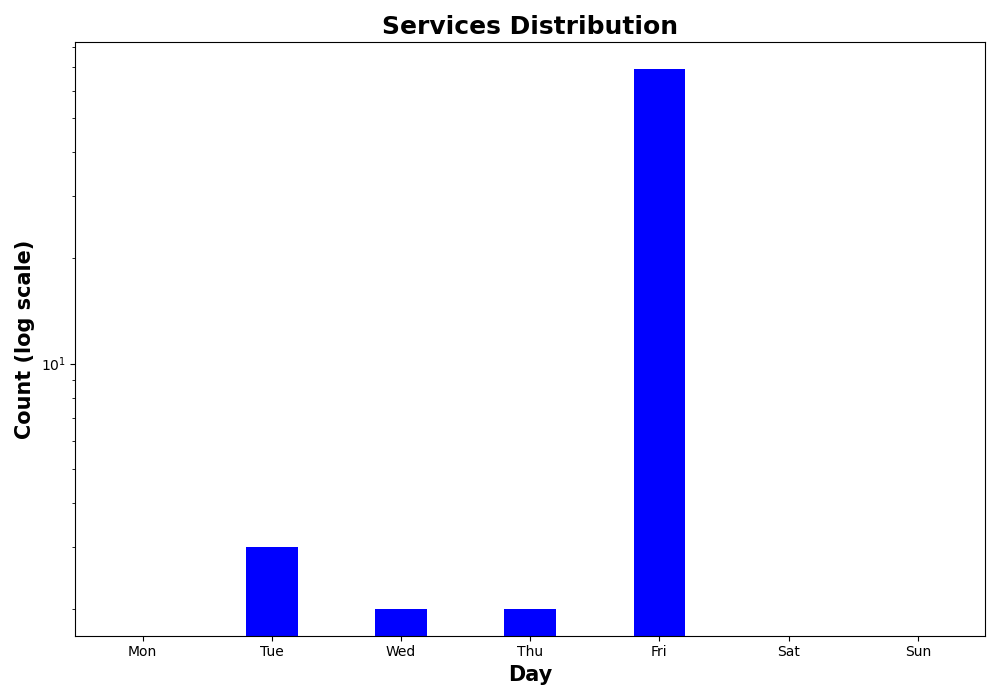 Services Distribution
Count (log scale)
10¹
Mon Tue Wed Thu Fri Sat Sun
Day